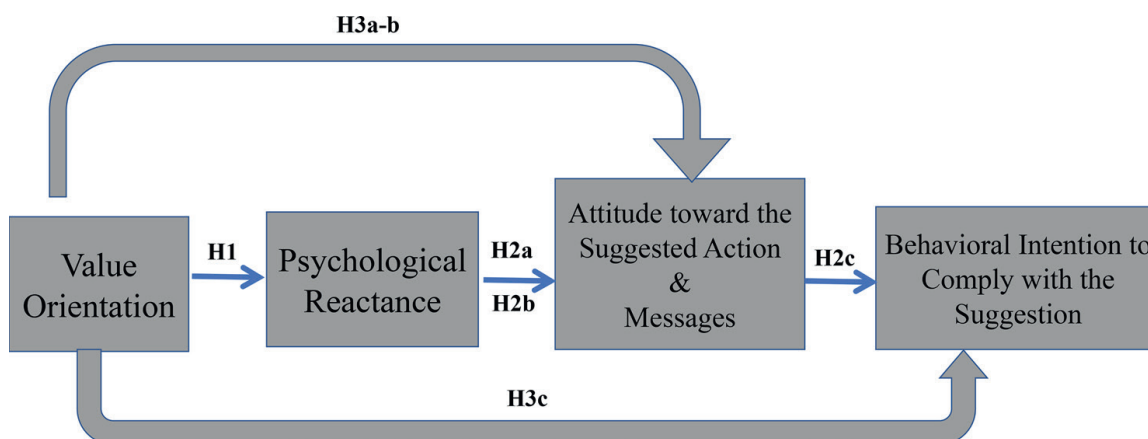 H3a-b
Value
Orientation
H1
Psychological
Reactance
H2a
H2b
Attitude toward the
Suggested Action
&
Messages
H2c
Behavioral Intention to
Comply with the
Suggestion
H3c